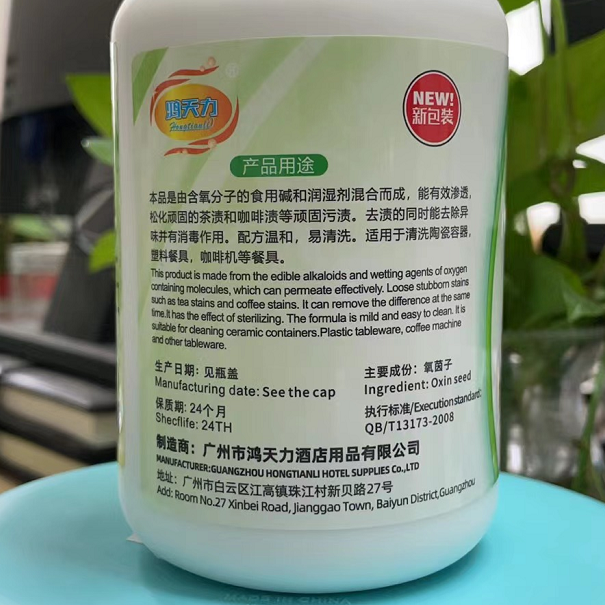 鸿天力
Hongtianli
NEW!
新包装
产品用途
本品是由含氧分子的食用碱和润湿剂混合而成，能有效渗透，
松化顽固的茶渍和咖啡渍等顽固污渍。去渍的同时能去除异
味并有消毒作用。配方温和，易清洗。适用于清洗陶瓷容器，
塑料餐具，咖啡机等餐具。
This product is made from the edible alkaloids and wetting agents of oxygen
containing molecules, which can permeate effectively. Loose stubborn stains
such as tea stains and coffee stains. It can remove the difference at the same
time.It has the effect of sterilizing. The formula is mild and easy to clean. It is
suitable for cleaning ceramic containers.Plastic tableware, coffee machine
and other tableware.
生产日期: 见瓶盖
Manufacturing date: See the cap
保质期: 24个月
Shecflife: 24TH
主要成份: 氧菌子
Ingredient: Oxin seed
执行标准/Execution standard:
QB/T13173-2008
制造商: 广州市鸿天力酒店用品有限公司
MANUFACTURER:GUANGZHOU HONGTIANLI HOTEL SUPPLIES Co.,LTD
地址: 广州市白云区江高镇珠江村新贝路27号
Add: Room No.27 Xinbei Road, Jianggao Town, Baiyun District,Guangzhou
MADE IN CHINA